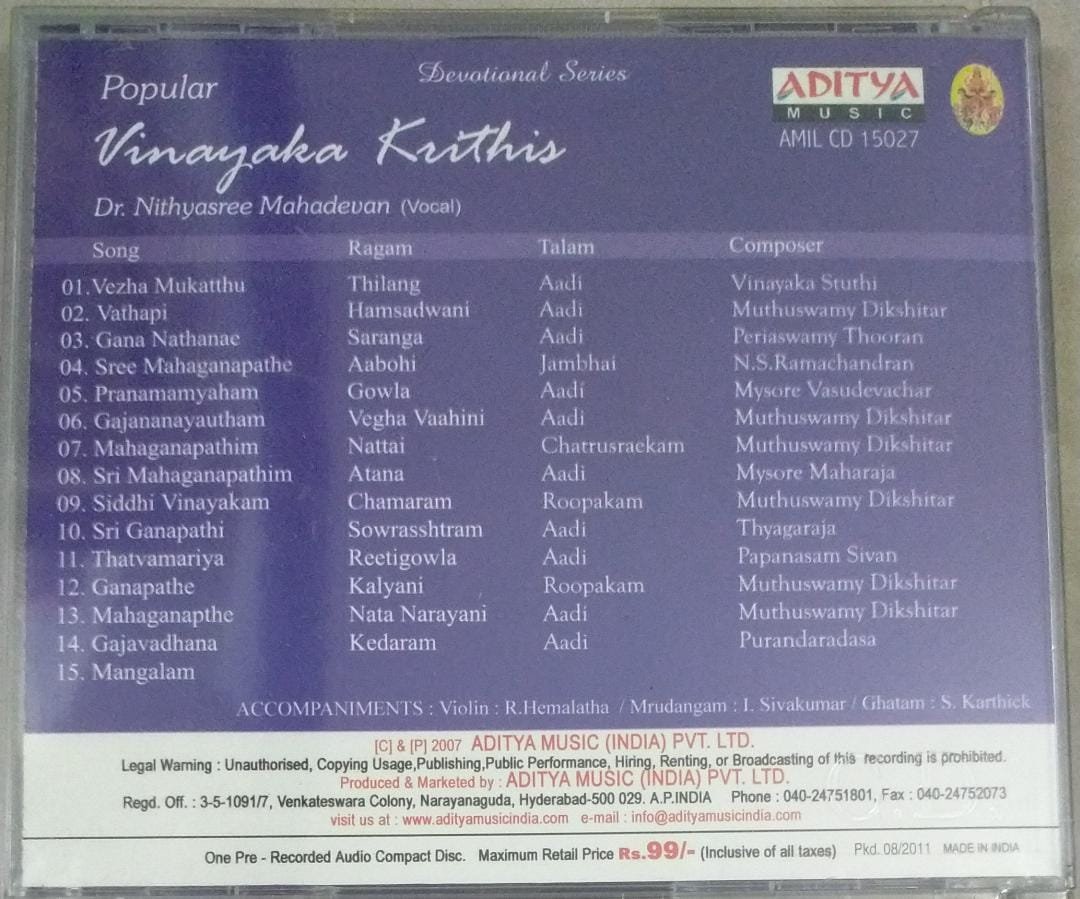 Popular
Devotional Series
Vinayaka Krithis
Dr. Nithyasree Mahadevan (Vocal)
ADITYA
MUSIC
AMIL CD 15027
Song Ragam Talam Composer
01.Vezha Mukatthu Thilang Aadi Vinayaka Sruthi
02. Vathapi Hamsadwani Aadi Muthuswamy Dikshitar
03. Gana Nathanae Saranga Aadi Periaswamy Thooran
04. Sree Mahaganapathe Aabohi Jambhai N.S.Ramachandran
05. Pranamamyaham Gowla Aadi Mysore Vasudevachar
06. Gajananayautham Vegha Vaahini Aadi Muthuswamy Dikshitar
07. Mahaganapathim Nattai Chatrusraekam Muthuswamy Dikshitar
08. Sri Mahaganapathim Atana Aadi Mysore Maharaja
09. Siddhi Vinayakam Chamaram Roopakam Muthuswamy Dikshitar
10. Sri Ganapathi Sowrasshtram Aadi Thyagaraja
11. Thatvamariya Reetigowla Aadi Papanasam Sivan
12. Ganapathe Kalyani Roopakam Muthuswamy Dikshitar
13. Mahaganapthe Nata Narayani Aadi Muthuswamy Dikshitar
14. Gajavadhana Kedaram Aadi Purandaradasa
15. Mangalam
ACCOMPANIMENTS : Violin : R.Hemalatha / Mrudangam : I. Sivakumar / Ghatam : S. Karthick
[C] & [P] 2007 ADITYA MUSIC (INDIA) PVT. LTD.
Legal Warning : Unauthorised, Copying Usage,Publishing,Public Performance, Hiring, Renting, or Broadcasting of this recording is prohibited.
Produced & Marketed by : ADITYA MUSIC (INDIA) PVT. LTD.
Regd. Off. : 3-5-1091/7, Venkateswara Colony, Narayanaguda, Hyderabad-500 029. A.P.INDIA Phone : 040-24751801, Fax : 040-24752073
visit us at : www.adityamusicindia.com e-mail : info@adityamusicindia.com
One Pre - Recorded Audio Compact Disc. Maximum Retail Price Rs.99/- (Inclusive of all taxes) Pkd. 08/2011 MADE IN INDIA